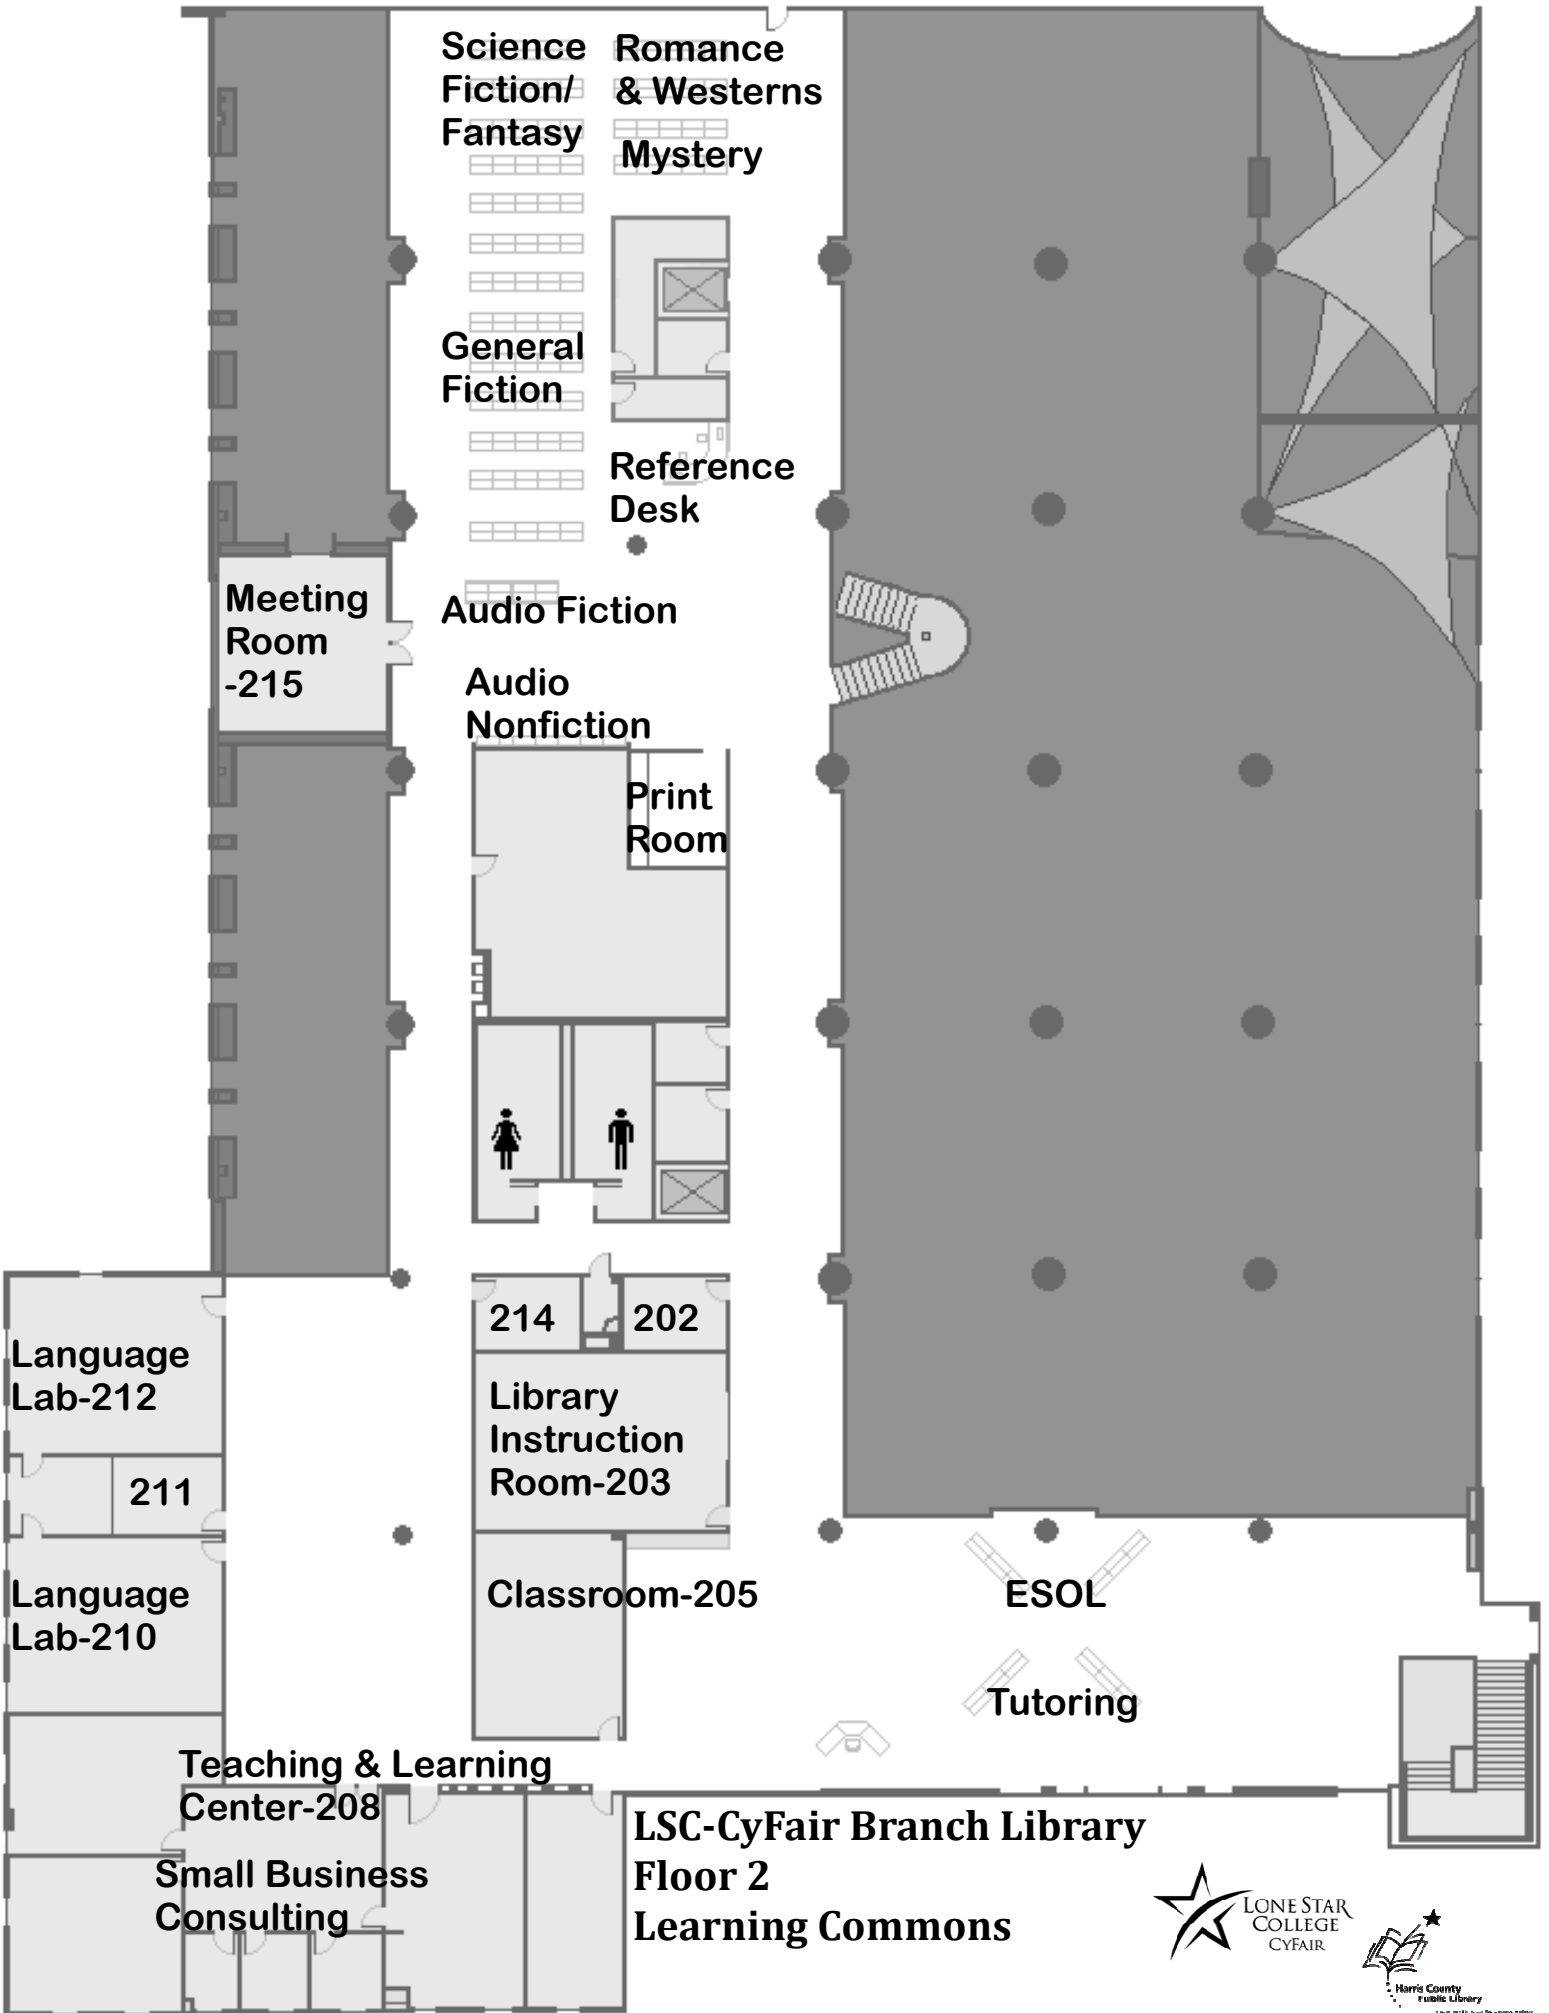 Science
Fiction/
Fantasy
Romance
& Westerns
Mystery
General
Fiction
Reference
Desk
Meeting
Room
-215
Audio Fiction
Audio
Nonfiction
Print
Room
214
202
Language
Lab-212
Library
Instruction
Room-203
211
Language
Lab-210
Classroom-205
ESOL
Tutoring
Teaching & Learning
Center-208
Small Business
Consulting
LSC-CyFair Branch Library
Floor 2
Learning Commons
LONE STAR
COLLEGE
CYFAIR
Harris County
Public Library